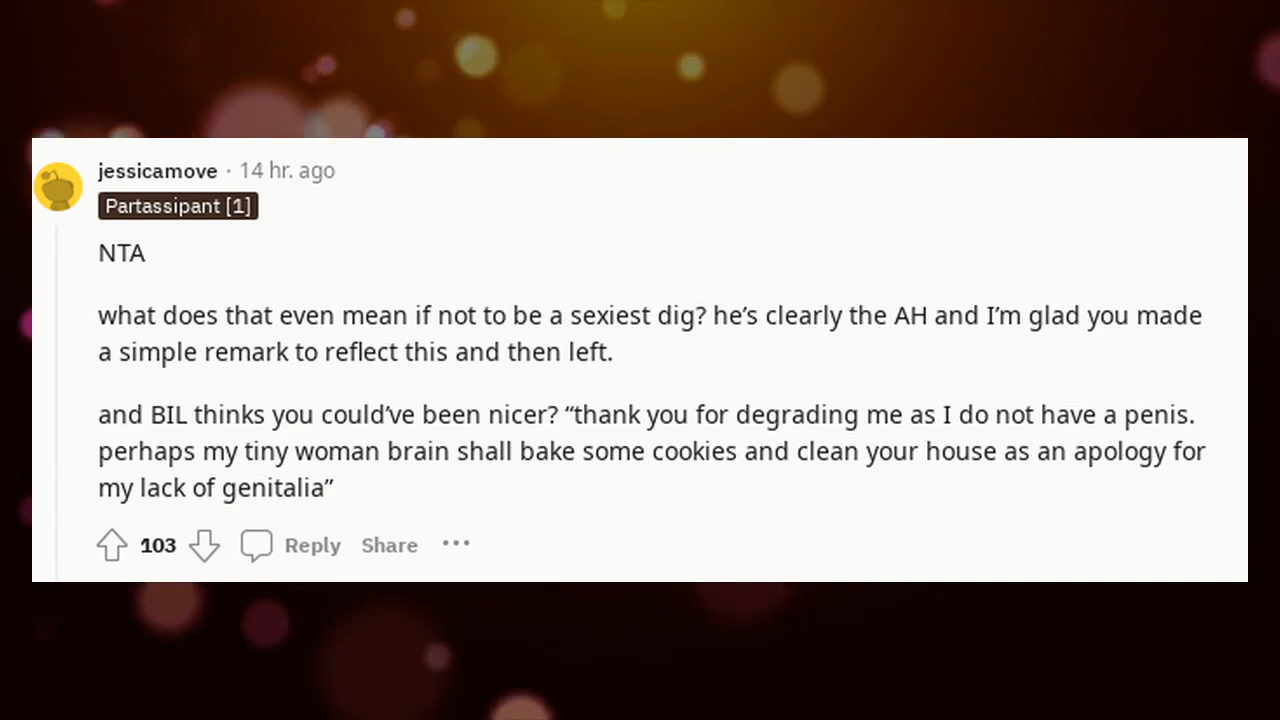 jessicamove · 14 hr. ago
Partassipant [1]
NTA
what does that even mean if not to be a sexiest dig? he’s clearly the AH and I’m glad you made
a simple remark to reflect this and then left.
and BIL thinks you could’ve been nicer? “thank you for degrading me as I do not have a penis.
perhaps my tiny woman brain shall bake some cookies and clean your house as an apology for
my lack of genitalia”
103 Reply Share •••